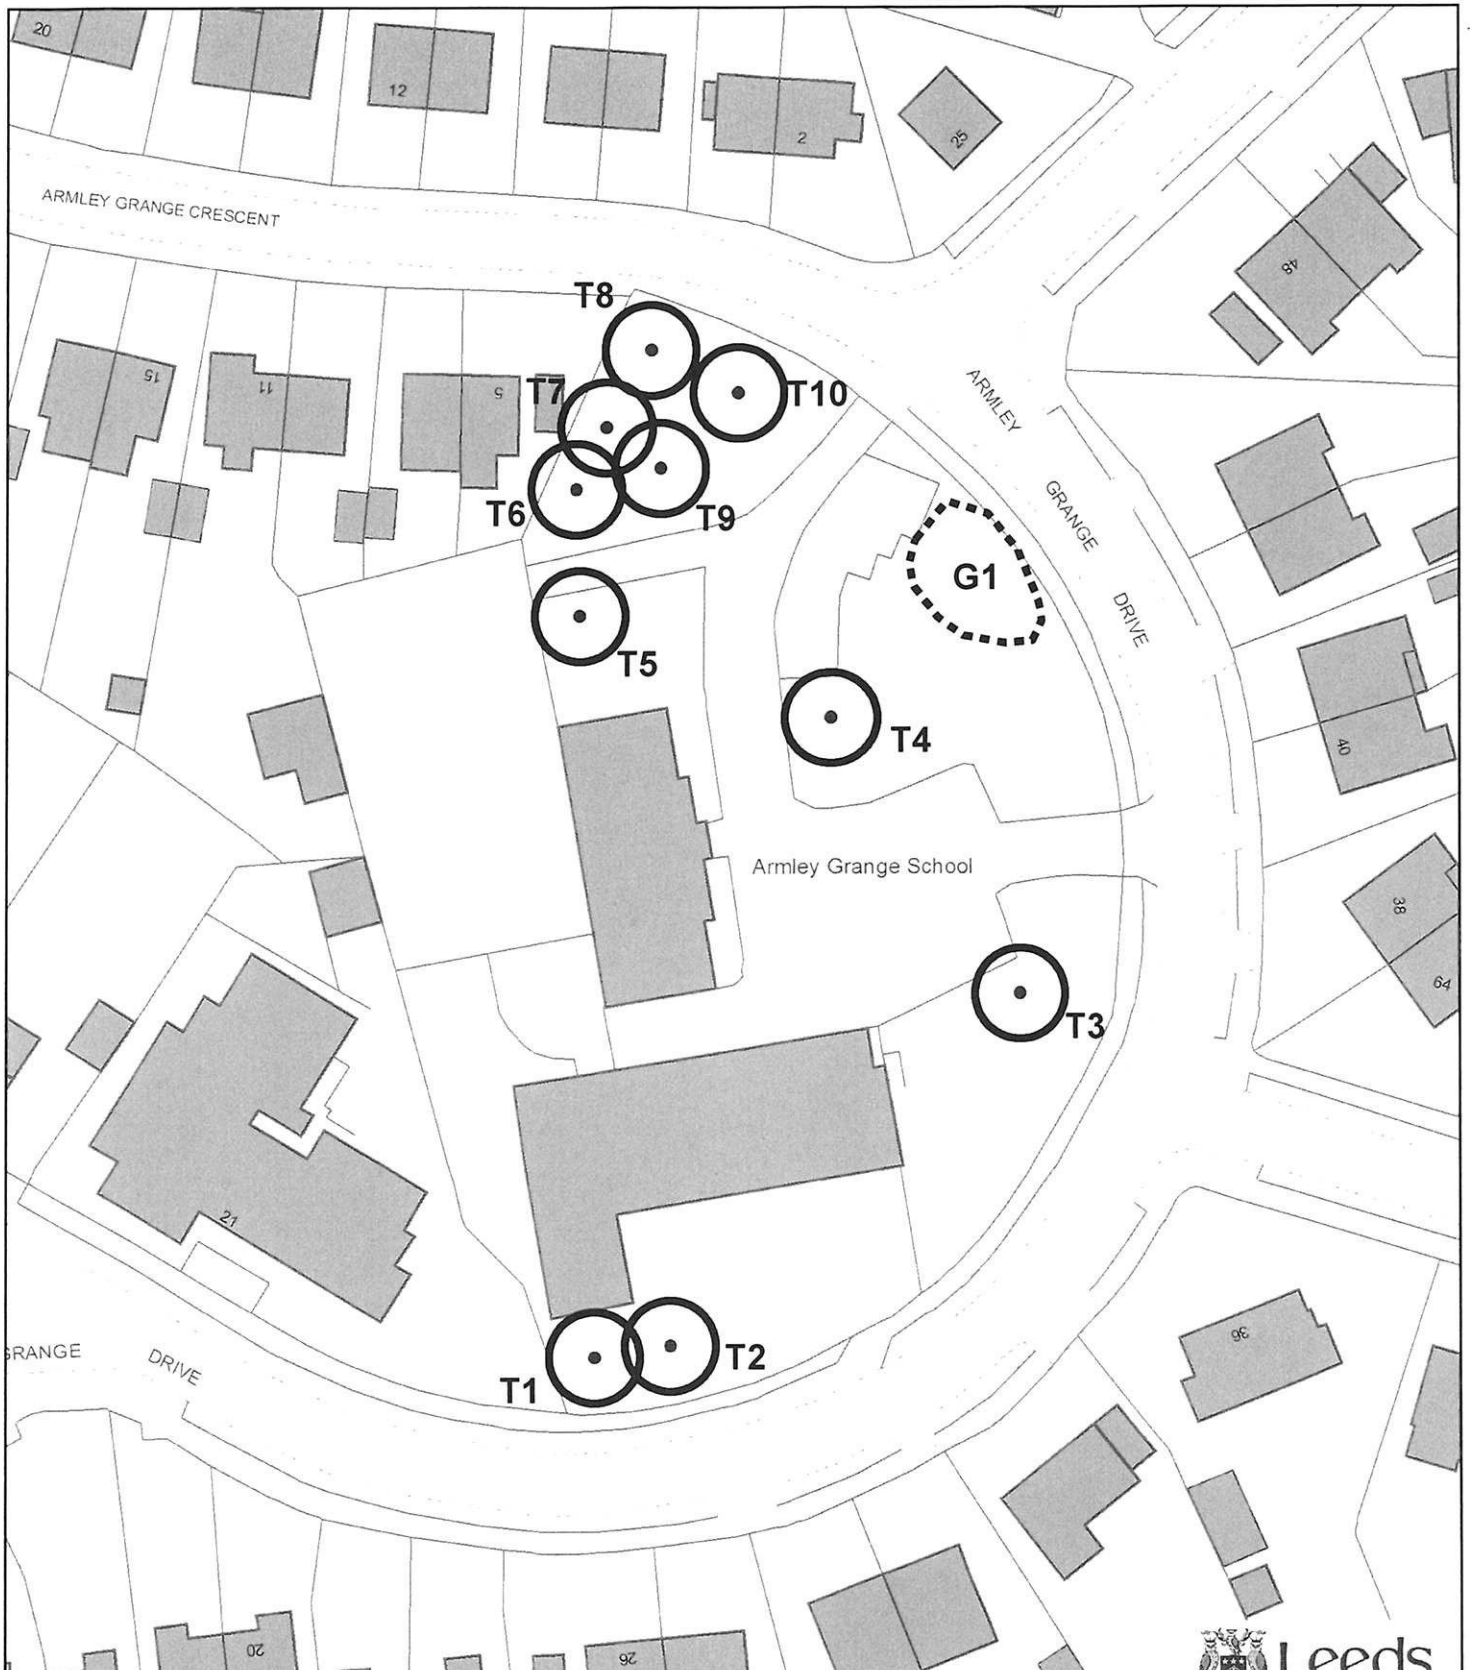 20
12
2
25
ARMLEY GRANGE CRESCENT
48
T8
15
11
5
T7
T10
ARMLEY
GRANGE
DRIVE
T6
T9
G1
T5
T4
40
Armley Grange School
38
64
T3
21
36
GRANGE
DRIVE
T1
T2
20
26
Leeds